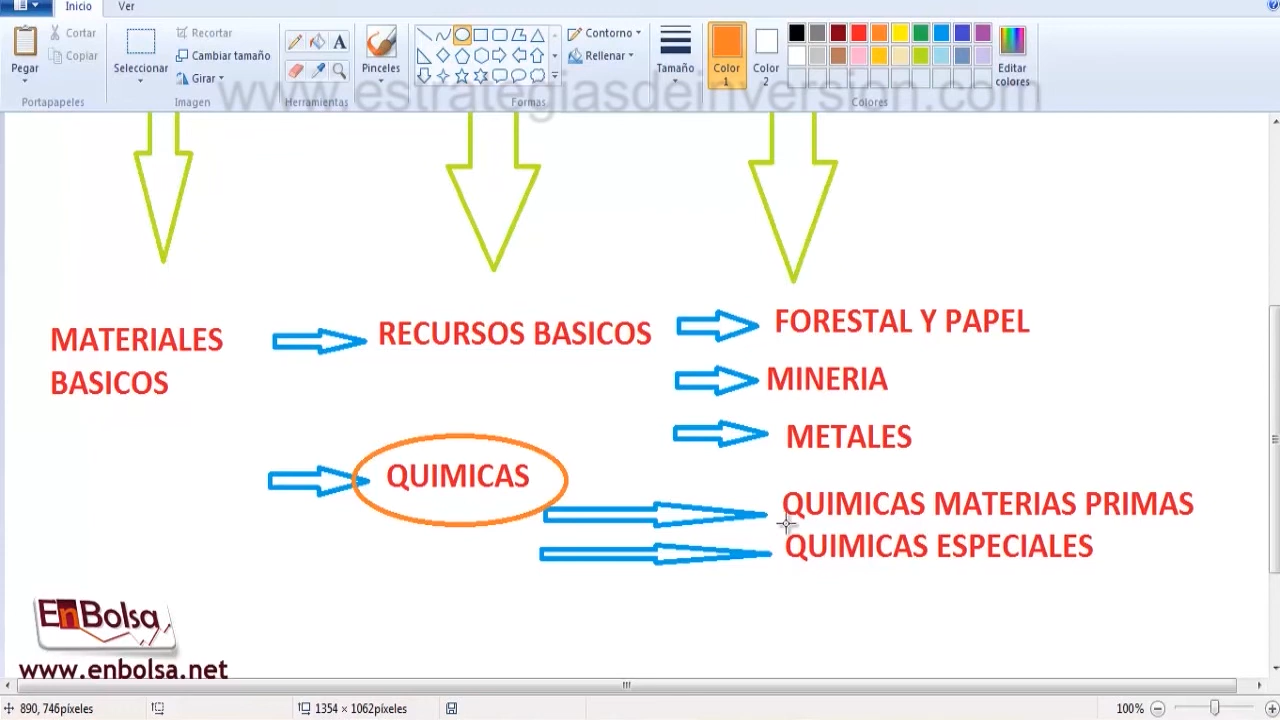 Inicio
Ver
Pegar
Cortar
Copiar
Portapapeles
Seleccionar
Recortar
Cambiar tamaño
Girar
Imagen
A
Herramientas
Pinceles
Contorno
Rellenar
Formas
Tamaño
Color
1
Color
2
Colores
Editar
colores
www.estrategiasdeinversion.com
MATERIALES
BASICOS
RECURSOS BASICOS
FORESTAL Y PAPEL
MINERIA
METALES
QUIMICAS
QUIMICAS MATERIAS PRIMAS
QUIMICAS ESPECIALES
EnBolsa
www.enbolsa.net
890, 746píxeles
1354 × 1062píxeles
100%